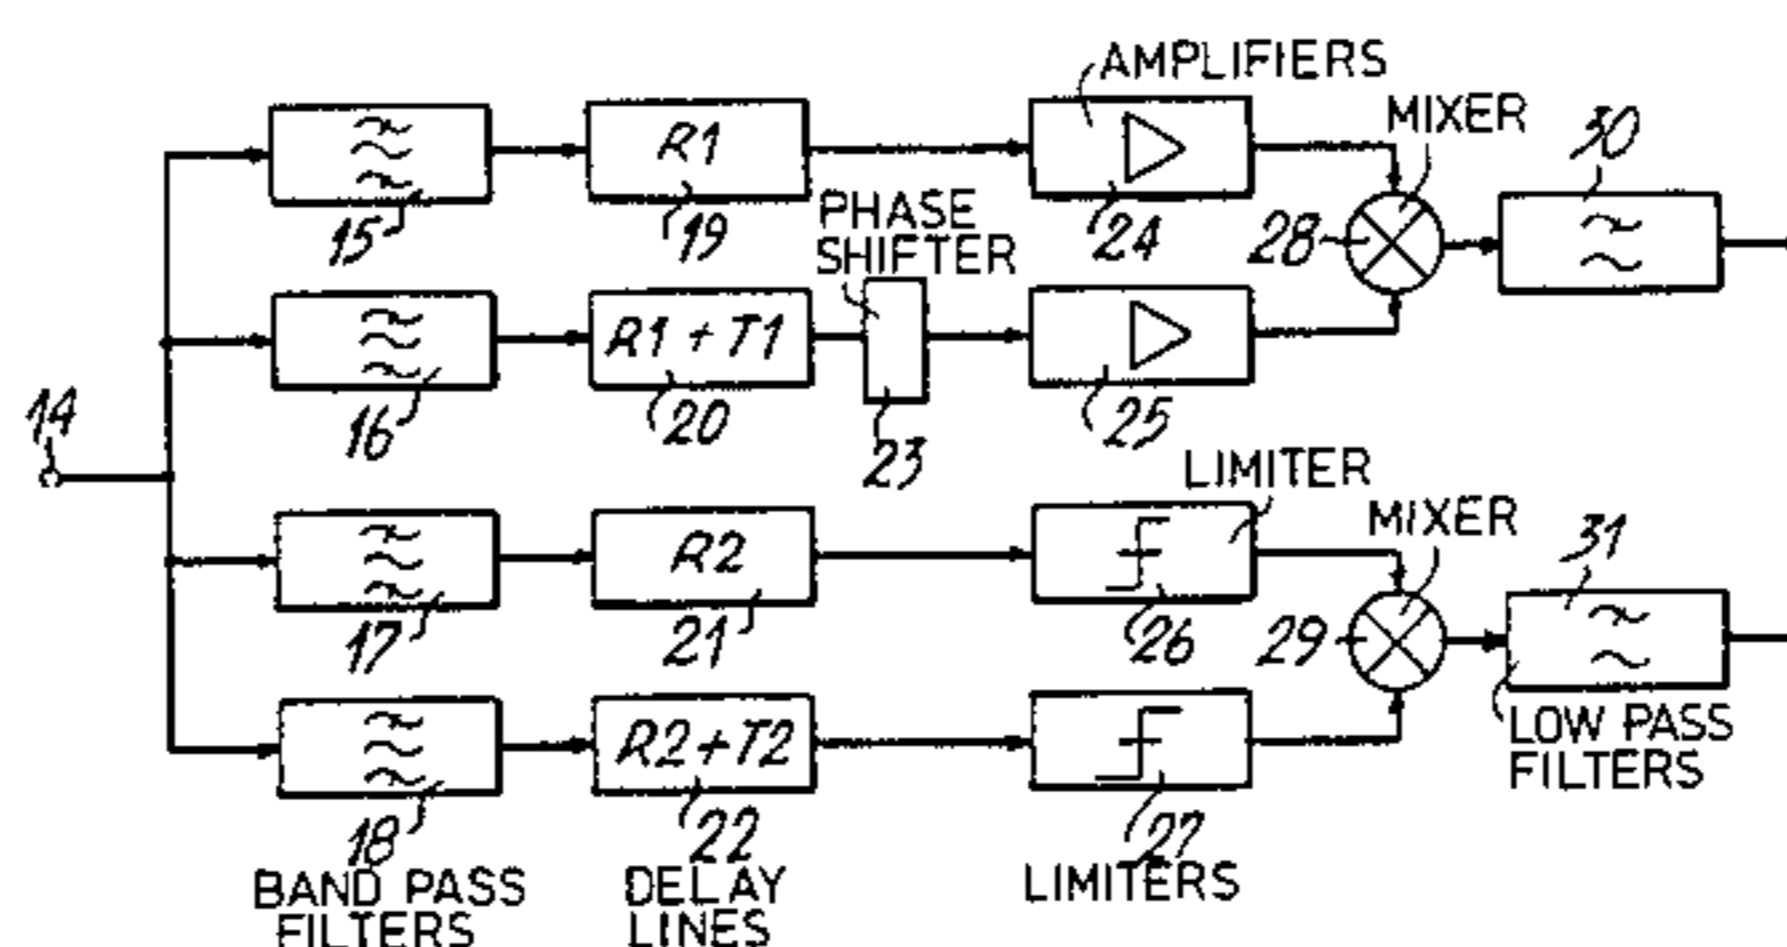 AMPLIFIERS
MIXER
30
R1
15
19
PHASE
SHIFTER
24
28
R1 + T1
14
16
20
23
25
LIMITER
MIXER
31
R2
17
21
26
29
LOW PASS
FILTERS
R2+T2
18
22
27
BAND PASS
FILTERS
DELAY
LINES
LIMITERS